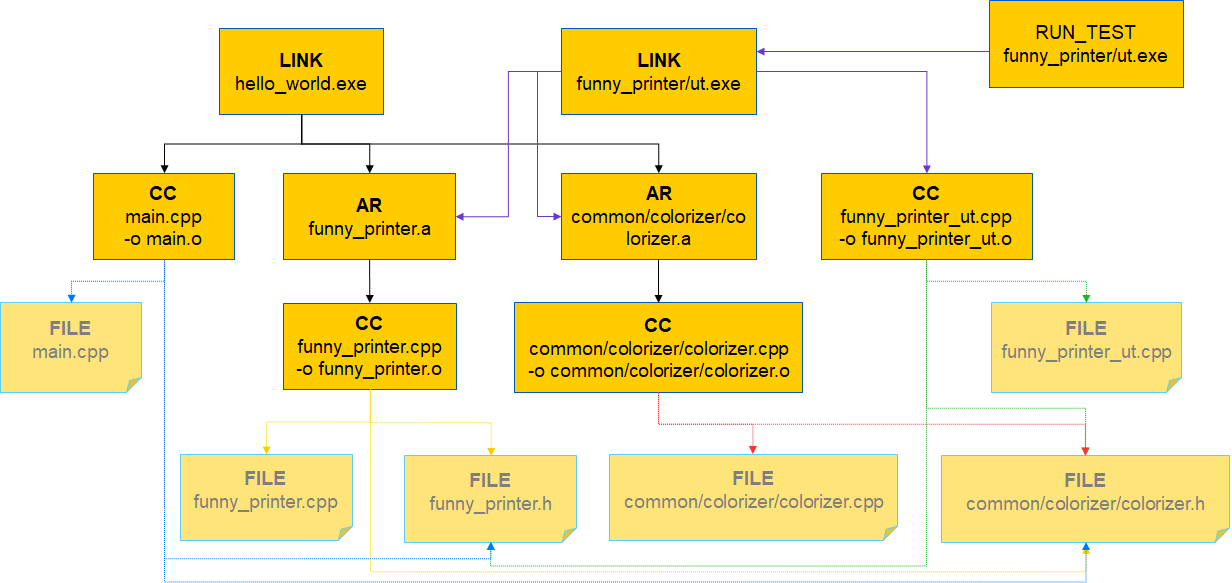 RUN_TEST
funny_printer/ut.exe
LINK
hello_world.exe
LINK
funny_printer/ut.exe
CC
main.cpp
-o main.o
AR
funny_printer.a
AR
common/colorizer/co
lorizer.a
CC
funny_printer_ut.cpp
-o funny_printer_ut.o
FILE
main.cpp
CC
funny_printer.cpp
-o funny_printer.o
CC
common/colorizer/colorizer.cpp
-o common/colorizer/colorizer.o
FILE
funny_printer_ut.cpp
FILE
funny_printer.cpp
FILE
funny_printer.h
FILE
common/colorizer/colorizer.cpp
FILE
common/colorizer/colorizer.h